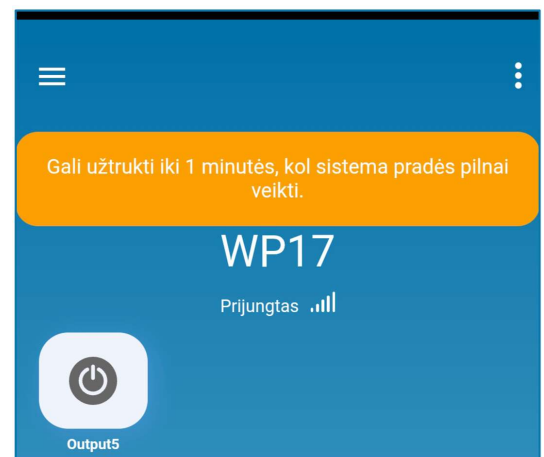 Gali užtrukti iki 1 minutės, kol sistema pradės pilnai
veikti.
WP17
Prijungtas
Output5